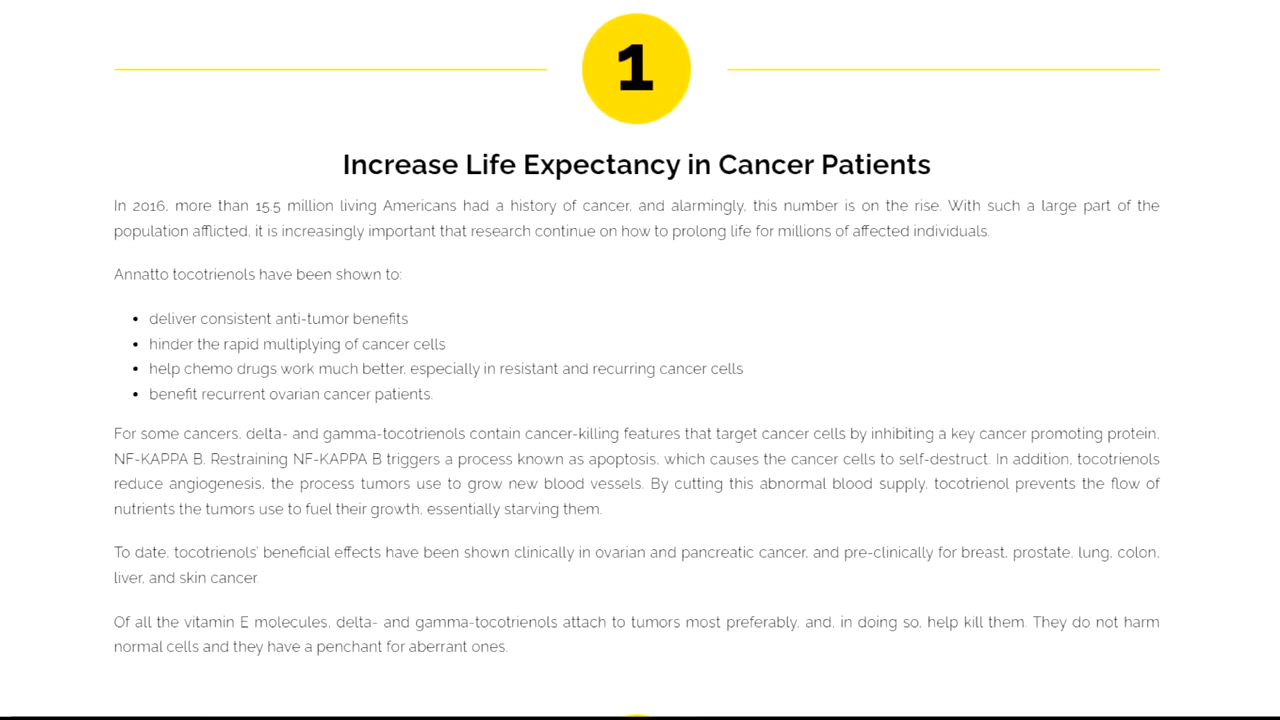 1
Increase Life Expectancy in Cancer Patients
In 2016, more than 15.5 million living Americans had a history of cancer, and alarmingly, this number is on the rise. With such a large part of the
population afflicted, it is increasingly important that research continue on how to prolong life for millions of affected individuals.
Annatto tocotrienols have been shown to:
• deliver consistent anti-tumor benefits
• hinder the rapid multiplying of cancer cells
• help chemo drugs work much better, especially in resistant and recurring cancer cells
• benefit recurrent ovarian cancer patients.
For some cancers, delta- and gamma-tocotrienols contain cancer-killing features that target cancer cells by inhibiting a key cancer promoting protein,
NF-KAPPA B. Restraining NF-KAPPA B triggers a process known as apoptosis, which causes the cancer cells to self-destruct. In addition, tocotrienols
reduce angiogenesis, the process tumors use to grow new blood vessels. By cutting this abnormal blood supply, tocotrienol prevents the flow of
nutrients the tumors use to fuel their growth, essentially starving them.
To date, tocotrienols' beneficial effects have been shown clinically in ovarian and pancreatic cancer, and pre-clinically for breast, prostate, lung, colon,
liver, and skin cancer.
Of all the vitamin E molecules, delta- and gamma-tocotrienols attach to tumors most preferably, and, in doing so, help kill them. They do not harm
normal cells and they have a penchant for aberrant ones.